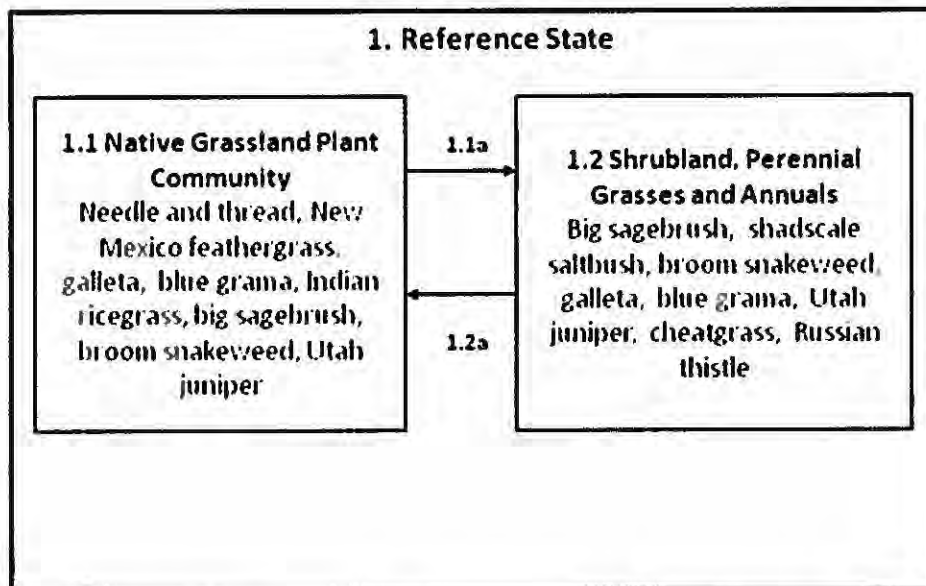 1. Reference State
1.1 Native Grassland Plant
Community
Needle and thread, New
Mexico feathergrass,
galleta, blue grama, Indian
ricegrass, big sagebrush,
broom snakeweed, Utah
juniper
1.1a
1.2a
1.2 Shrubland, Perennial
Grasses and Annuals
Big sagebrush, shadscale
saltbush, broom snakeweed,
galleta, blue grama, Utah
juniper, cheatgrass, Russian
thistle